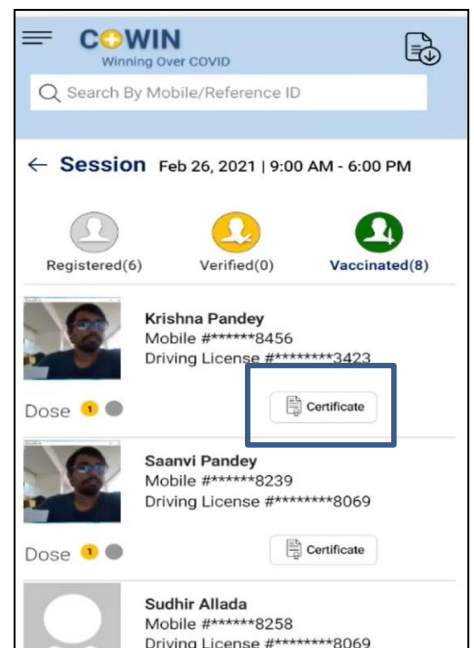 COWIN
Winning Over COVID
Search By Mobile/Reference ID
← Session Feb 26, 2021 | 9:00 AM - 6:00 PM
Registered(6) Verified(0) Vaccinated(8)
Krishna Pandey
Mobile #******8456
Driving License #********3423
Dose 1 Certificate
Saanvi Pandey
Mobile #******8239
Driving License #********8069
Dose 1 Certificate
Sudhir Allada
Mobile #******8258
Driving License #********8069